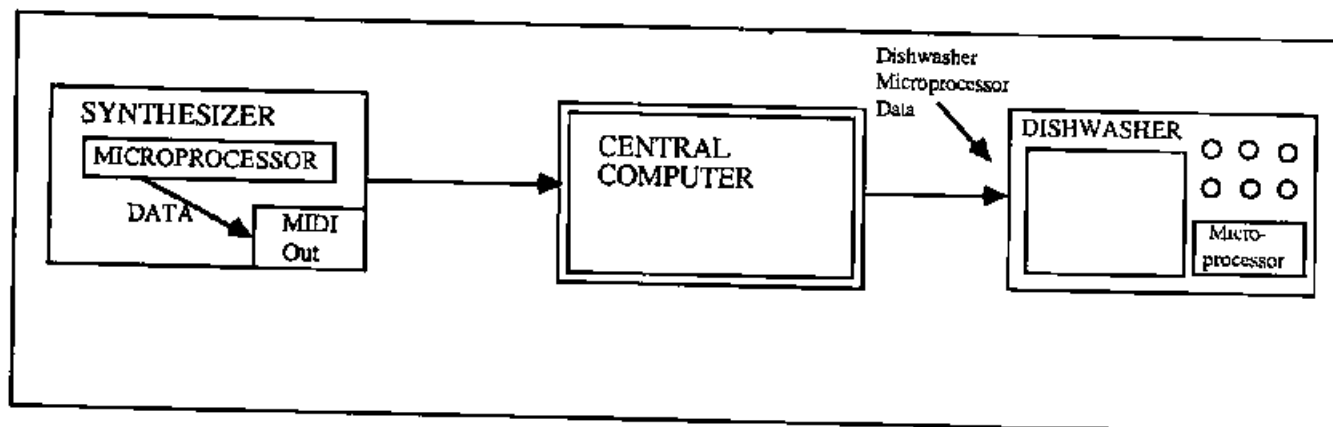 SYNTHESIZER
MICROPROCESSOR
DATA
MIDI
Out
CENTRAL
COMPUTER
Dishwasher
Microprocessor
Data
DISHWASHER
Micro-
processor